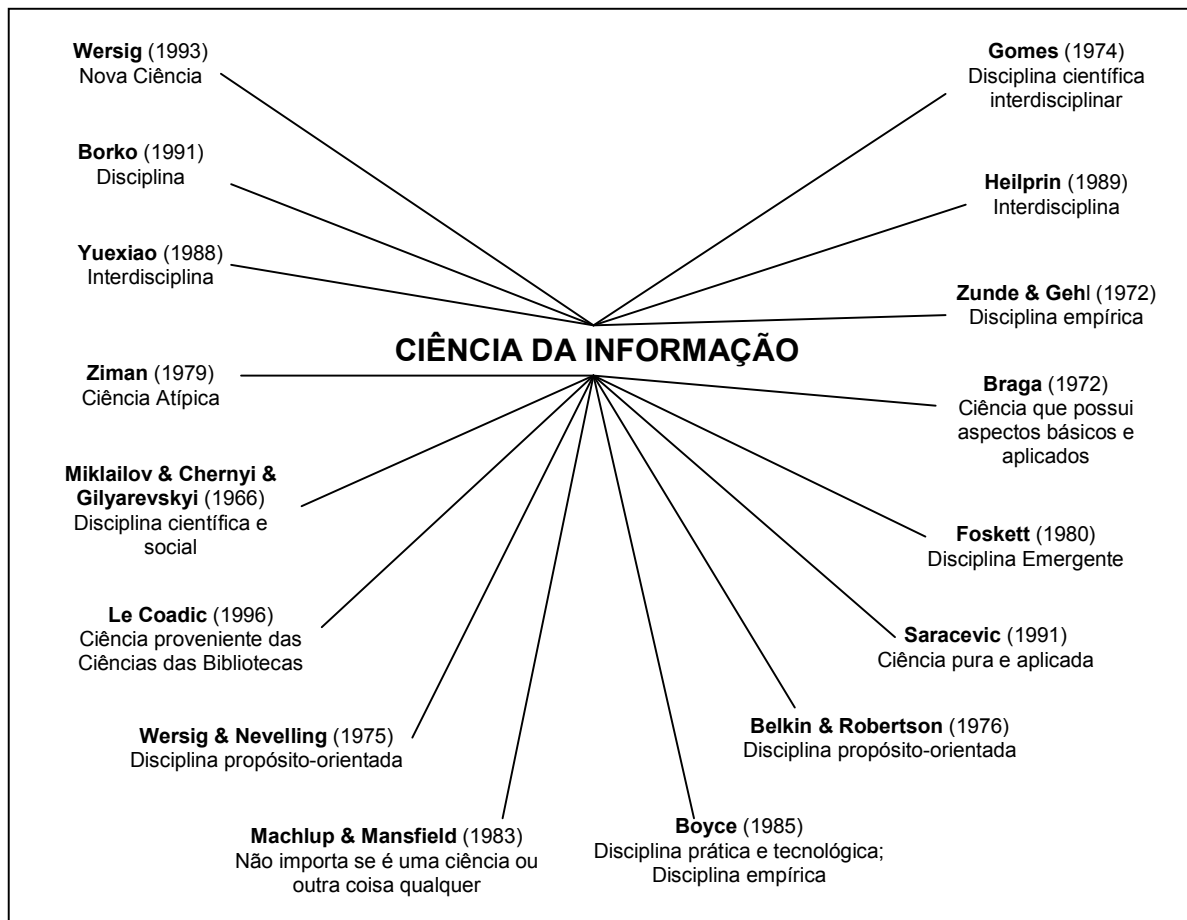 Wersig (1993)
Nova Ciência
Gomes (1974)
Disciplina científica
interdisciplinar
Borko (1991)
Disciplina
Heilprin (1989)
Interdisciplina
Yuexiao (1988)
Interdisciplina
Zunde & Gehl (1972)
Disciplina empírica
CIÊNCIA DA INFORMAÇÃO
Ziman (1979)
Ciência Atípica
Braga (1972)
Ciência que possui
aspectos básicos e
aplicados
Miklailov & Chernyi &
Gilyarevskyi (1966)
Disciplina científica e
social
Foskett (1980)
Disciplina Emergente
Le Coadic (1996)
Ciência proveniente das
Ciências das Bibliotecas
Saracevic (1991)
Ciência pura e aplicada
Wersig & Nevelling (1975)
Disciplina propósito-orientada
Belkin & Robertson (1976)
Disciplina propósito-orientada
Machlup & Mansfield (1983)
Não importa se é uma ciência ou
outra coisa qualquer
Boyce (1985)
Disciplina prática e tecnológica;
Disciplina empírica